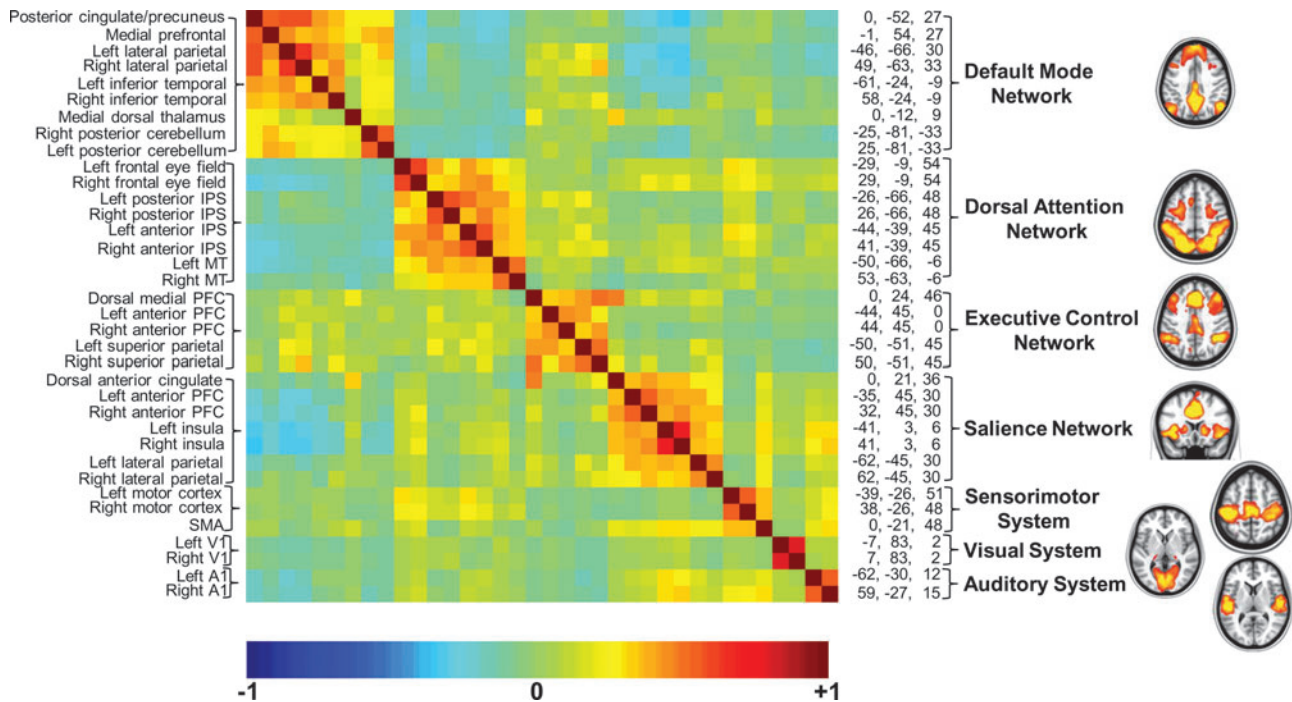 Posterior cingulate/precuneus 0, -52, 27
Medial prefrontal -1, 54, 27
Left lateral parietal -46, -66. 30
Right lateral parietal 49, -63, 33
Left inferior temporal -61, -24, -9
Right inferior temporal 58, -24, -9
Medial dorsal thalamus 0, -12, 9
Right posterior cerebellum -25, -81, -33
Left posterior cerebellum 25, -81, -33
Default Mode
Network
Left frontal eye field -29, -9, 54
Right frontal eye field 29, -9, 54
Left posterior IPS -26, -66, 48
Right posterior IPS 26, -66, 48
Left anterior IPS -44, -39, 45
Right anterior IPS 41, -39, 45
Left MT -50, -66, -6
Right MT 53, -63, -6
Dorsal Attention
Network
Dorsal medial PFC 0, 24, 46
Left anterior PFC -44, 45, 0
Right anterior PFC 44, 45, 0
Left superior parietal -50, -51, 45
Right superior parietal 50, -51, 45
Executive Control
Network
Dorsal anterior cingulate 0, 21, 36
Left anterior PFC -35, 45, 30
Right anterior PFC 32, 45, 30
Left insula -41, 3, 6
Right insula 41, 3, 6
Left lateral parietal -62, -45, 30
Right lateral parietal 62, -45, 30
Salience Network
Left motor cortex -39, -26, 51
Right motor cortex 38, -26, 48
SMA 0, -21, 48
Sensorimotor
System
Left V1 -7, 83, 2
Right V1 7, 83, 2
Visual System
Left A1 -62, -30, 12
Right A1 59, -27, 15
Auditory System
-1 0 +1